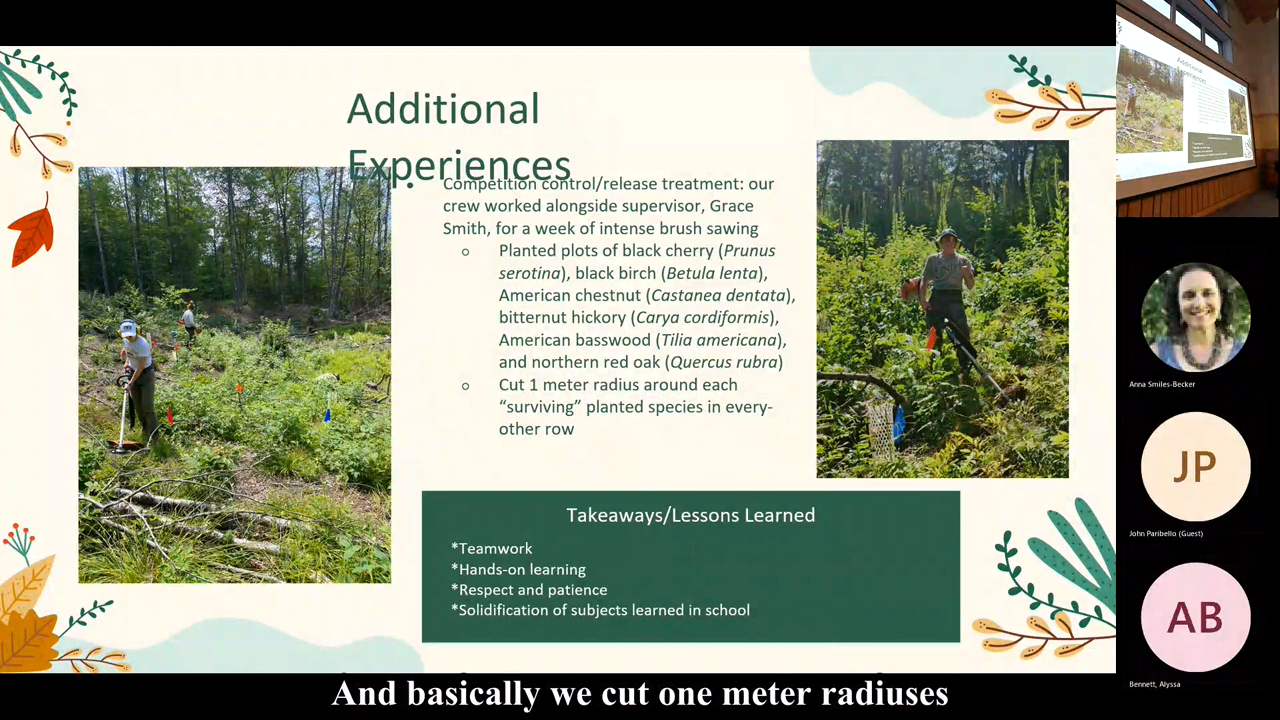 Additional
Experiences
Competition control/release treatment: our
crew worked alongside supervisor, Grace
Smith, for a week of intense brush sawing
Planted plots of black cherry (Prunus
serotina), black birch (Betula lenta),
American chestnut (Castanea dentata),
bitternut hickory (Carya cordiformis),
American basswood (Tilia americana),
and northern red oak (Quercus rubra)
Cut 1 meter radius around each
“surviving” planted species in every-
other row
Takeaways/Lessons Learned
*Teamwork
*Hands-on learning
*Respect and patience
*Solidification of subjects learned in school
And basically we cut one meter radiuses
Additional
Experiences
Anna Smiles-Becker
JP
John Paribello (Guest)
AB
Bennett, Alyssa